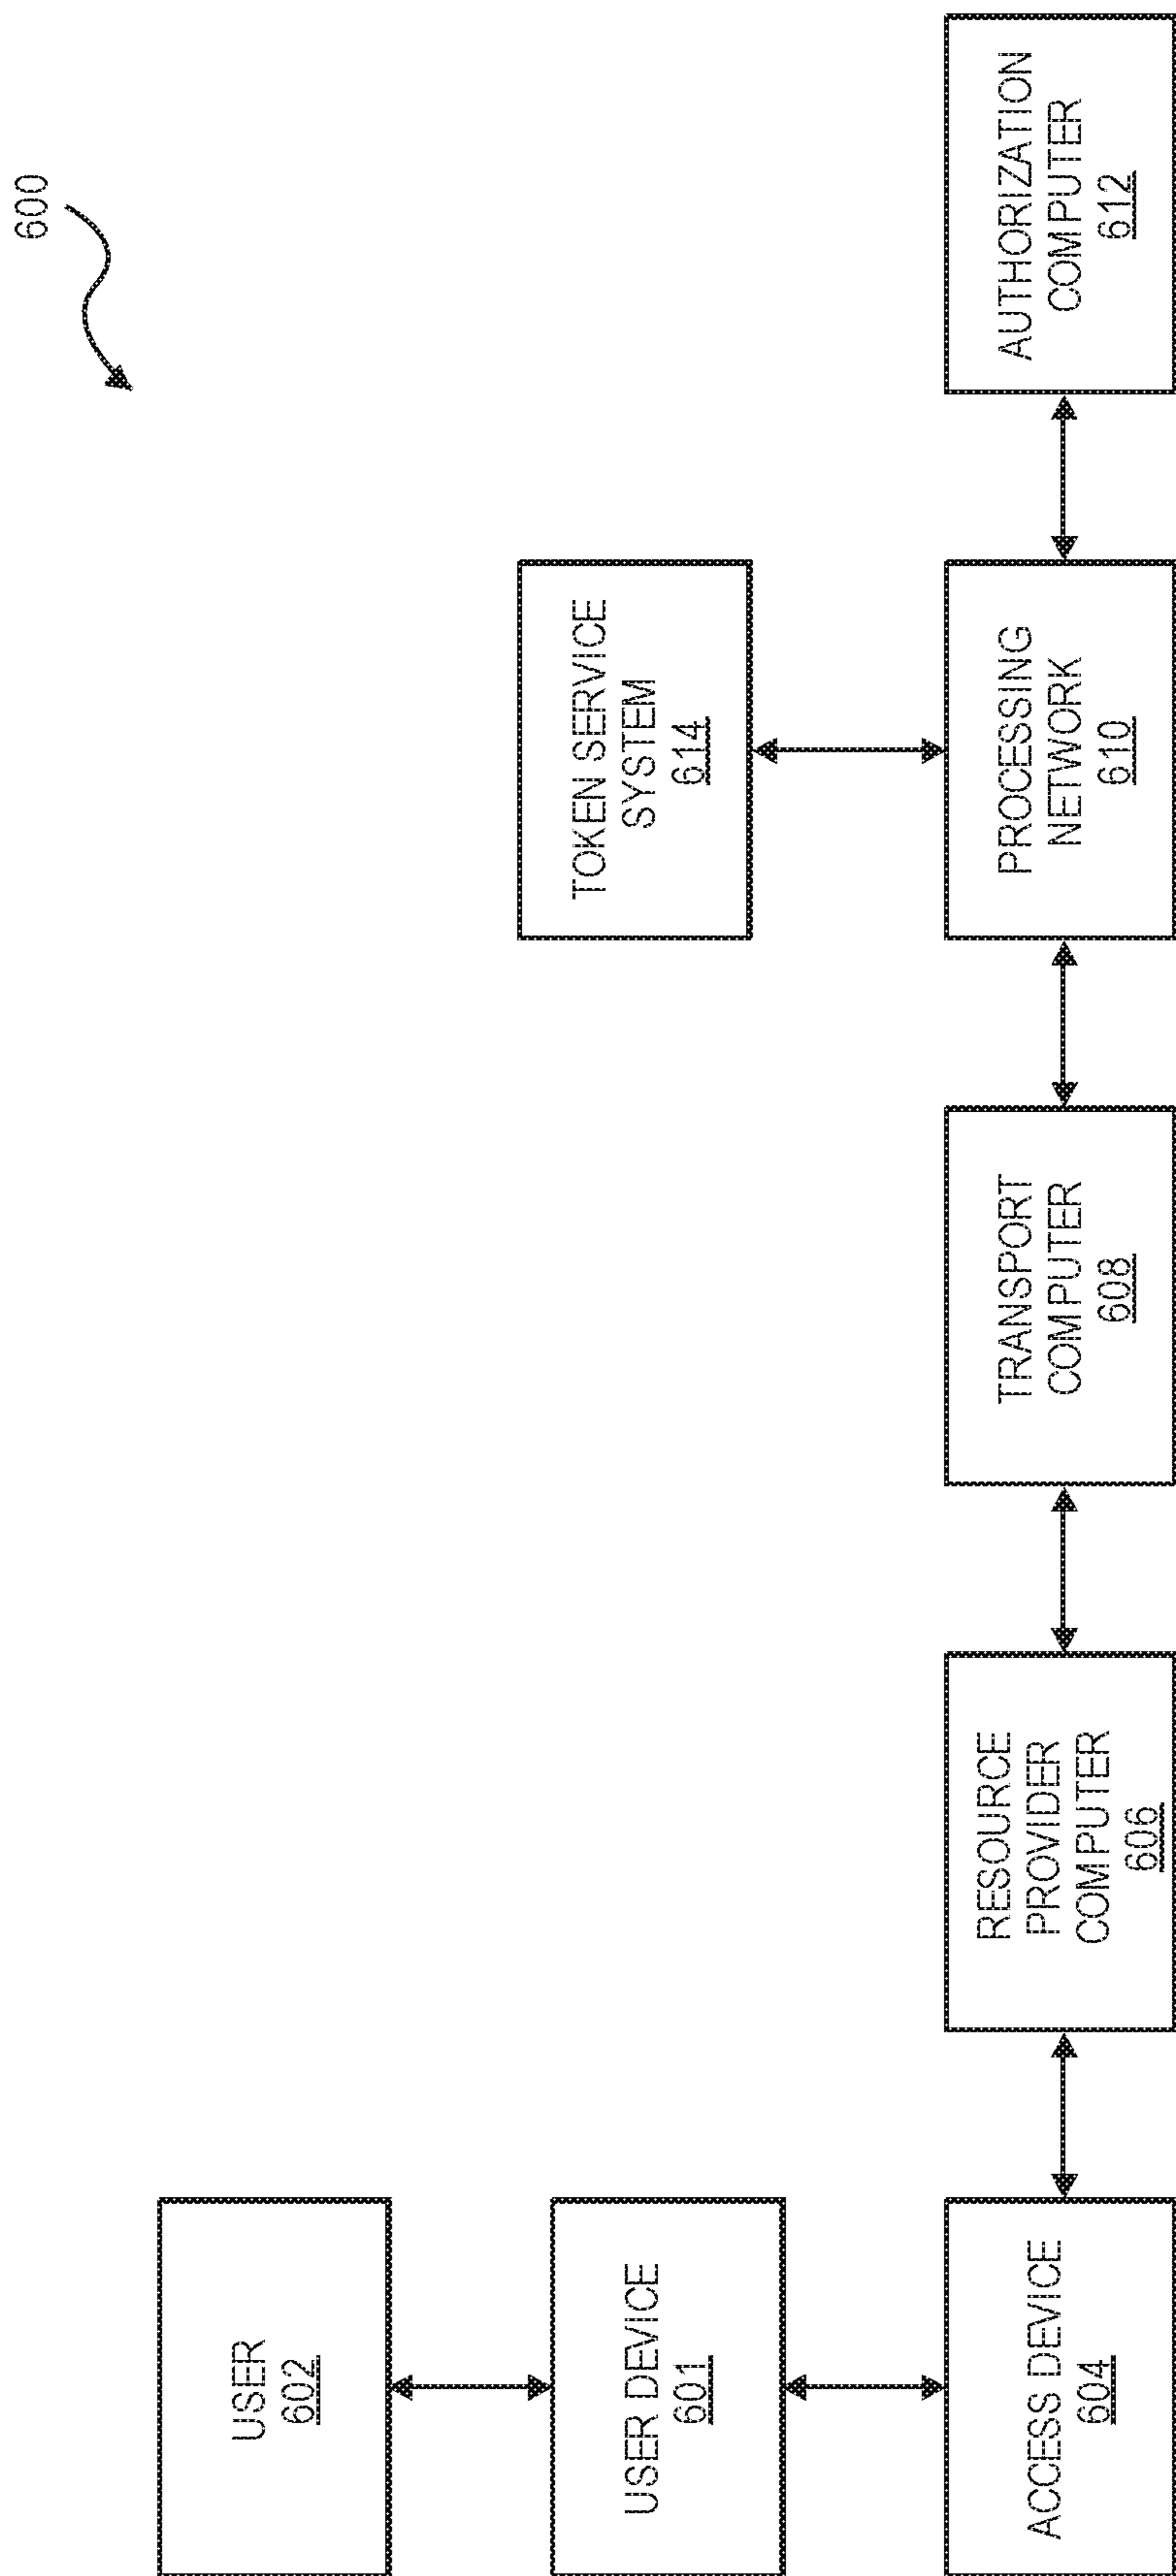 600
USER
602
USER DEVICE
601
ACCESS DEVICE
604
RESOURCE
PROVIDER
COMPUTER
606
TRANSPORT
COMPUTER
608
TOKEN SERVICE
SYSTEM
614
PROCESSING
NETWORK
610
AUTHORIZATION
COMPUTER
612